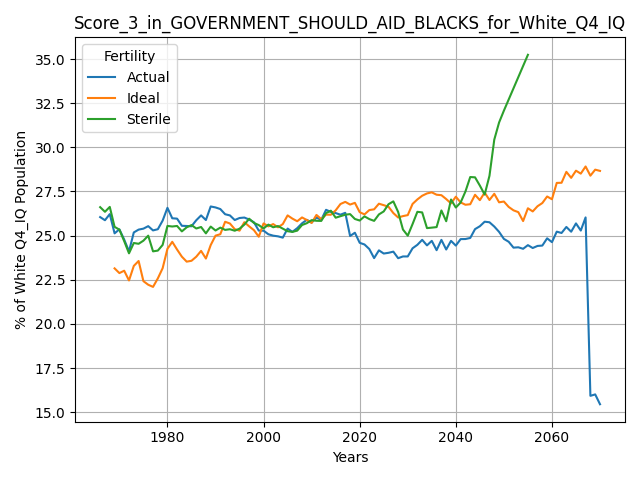 Score_3_in_GOVERNMENT_SHOULD_AID_BLACKS_for_White_Q4_IQ
35.0
32.5
30.0
27.5
25.0
22.5
20.0
17.5
15.0
% of White Q4_IQ Population
Fertility
Actual
Ideal
Sterile
1980
2000
2020
2040
2060
Years